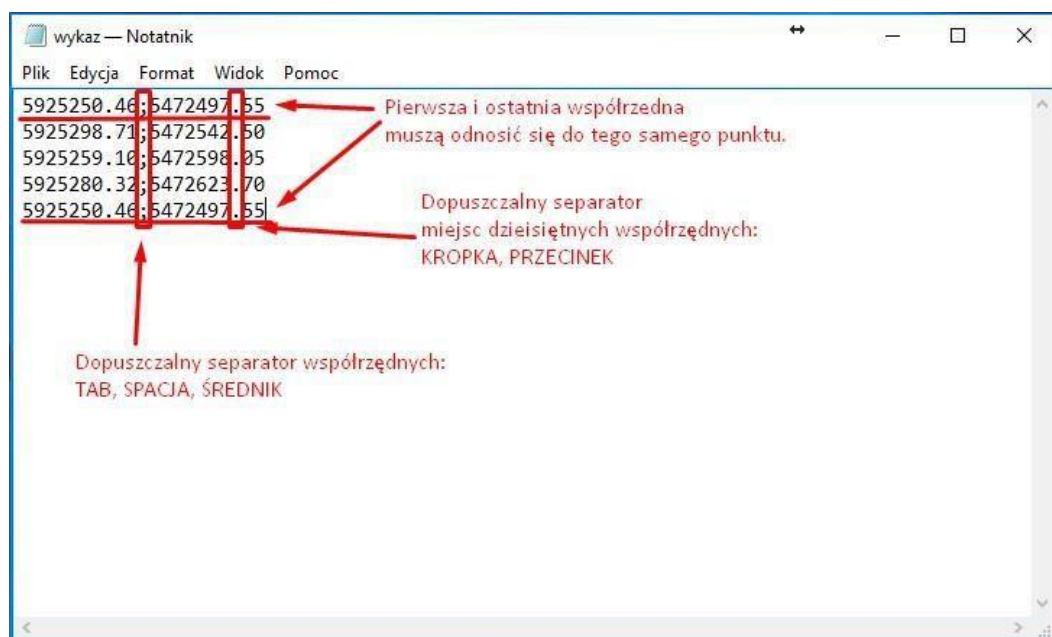 wykaz — Notatnik
Plik Edycja Format Widok Pomoc
5925250.46;5472497.55
5925298.71;5472542.50
5925259.10;5472598.05
5925280.32;5472623.70
5925250.46;5472497.55
Pierwsza i ostatnia współrzedna
muszą odnosić się do tego samego punktu.
Dopuszczalny separator
miejsc dzieisiętnych współrzędnych:
KROPKA, PRZECINEK
Dopuszczalny separator współrzędnych:
TAB, SPACJA, ŚREDNIK